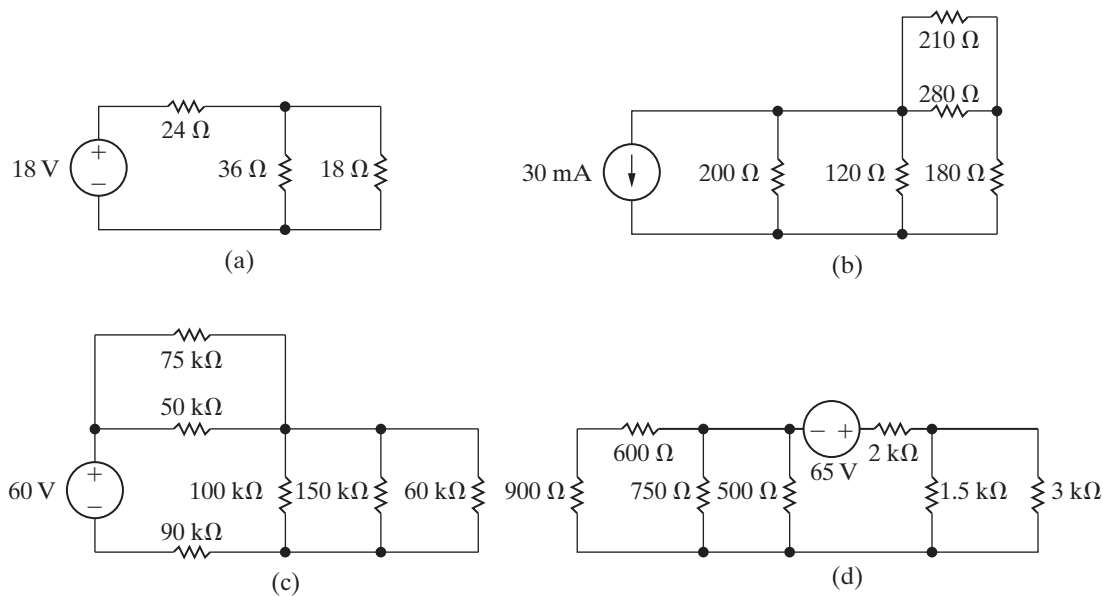 210 Ω
280 Ω
24 Ω
18 V
+
−
36 Ω
18 Ω
30 mA
200 Ω
120 Ω
180 Ω
(a)
(b)
75 kΩ
50 kΩ
60 V
+
−
100 kΩ
150 kΩ
60 kΩ
90 kΩ
(c)
600 Ω
− +
65 V
2 kΩ
900 Ω
750 Ω
500 Ω
1.5 kΩ
3 kΩ
(d)